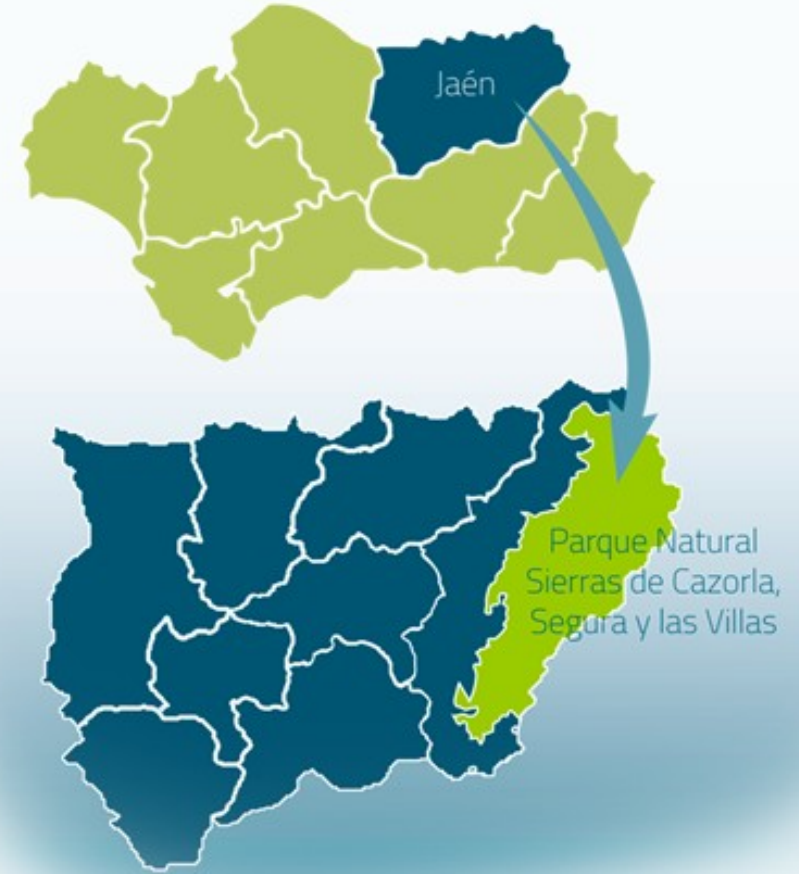 Jaén
Parque Natural
Sierras de Cazorla,
Segura y las Villas